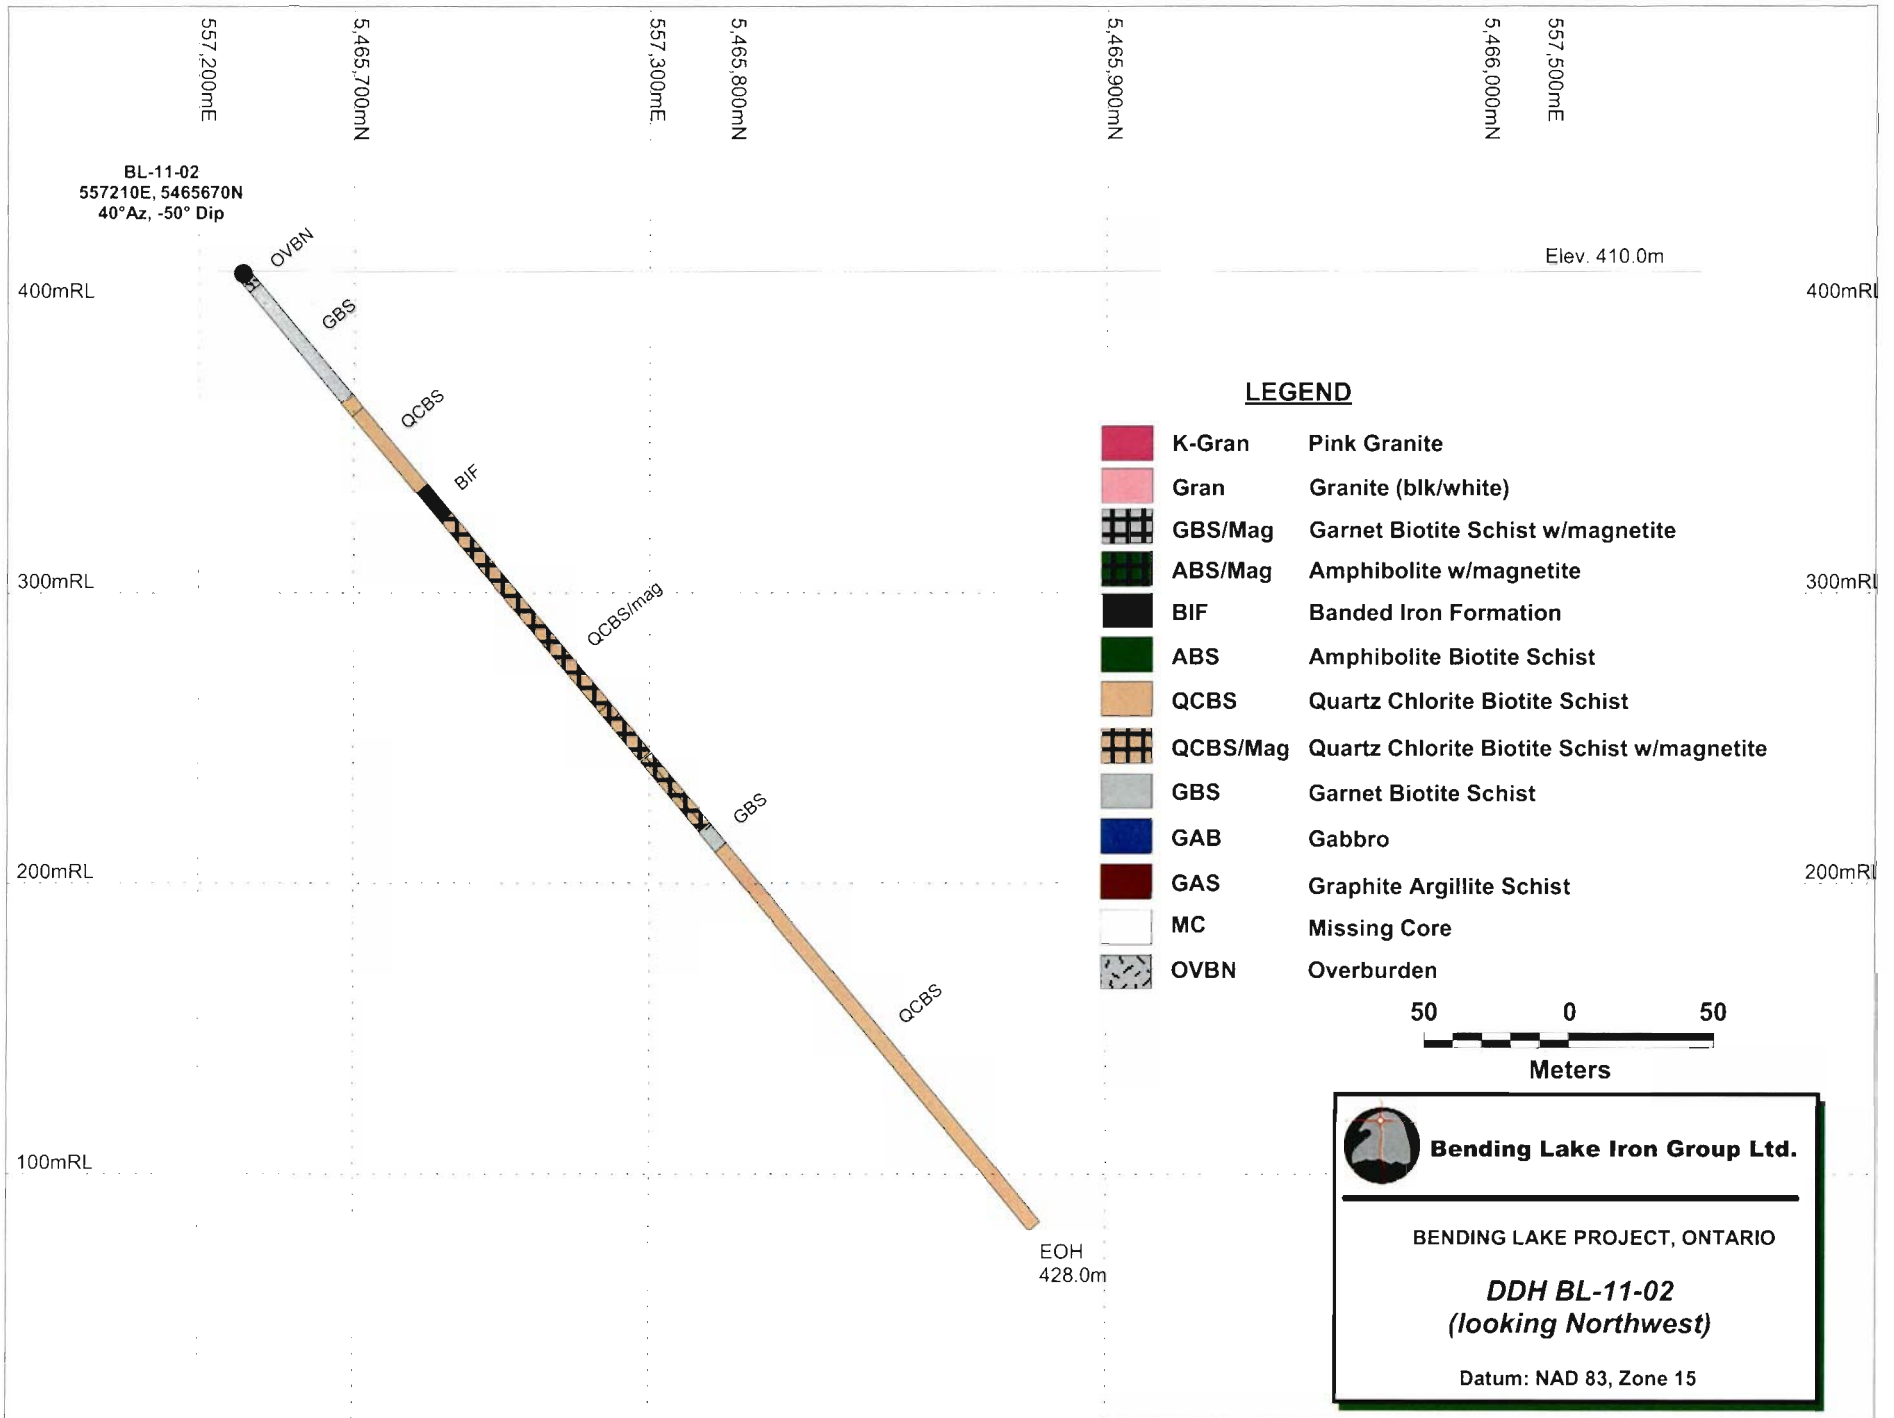 557,200mE
5,465,700mN
557,300mE
5,465,800mN
5,465,900mN
5,466,000mN
557,500mE
BL-11-02
557210E, 5465670N
40°Az, -50° Dip
OVBN
Elev. 410.0m
400mRL
400mRL
GBS
QCBS
BIF
300mRL
300mRL
QCBS/mag
GBS
200mRL
200mRL
QCBS
100mRL
EOH
428.0m
LEGEND
K-Gran Pink Granite
Gran Granite (blk/white)
GBS/Mag Garnet Biotite Schist w/magnetite
ABS/Mag Amphibolite w/magnetite
BIF Banded Iron Formation
ABS Amphibolite Biotite Schist
QCBS Quartz Chlorite Biotite Schist
QCBS/Mag Quartz Chlorite Biotite Schist w/magnetite
GBS Garnet Biotite Schist
GAB Gabbro
GAS Graphite Argillite Schist
MC Missing Core
OVBN Overburden
50 0 50
Meters
Bending Lake Iron Group Ltd.
BENDING LAKE PROJECT, ONTARIO
DDH BL-11-02
(looking Northwest)
Datum: NAD 83, Zone 15